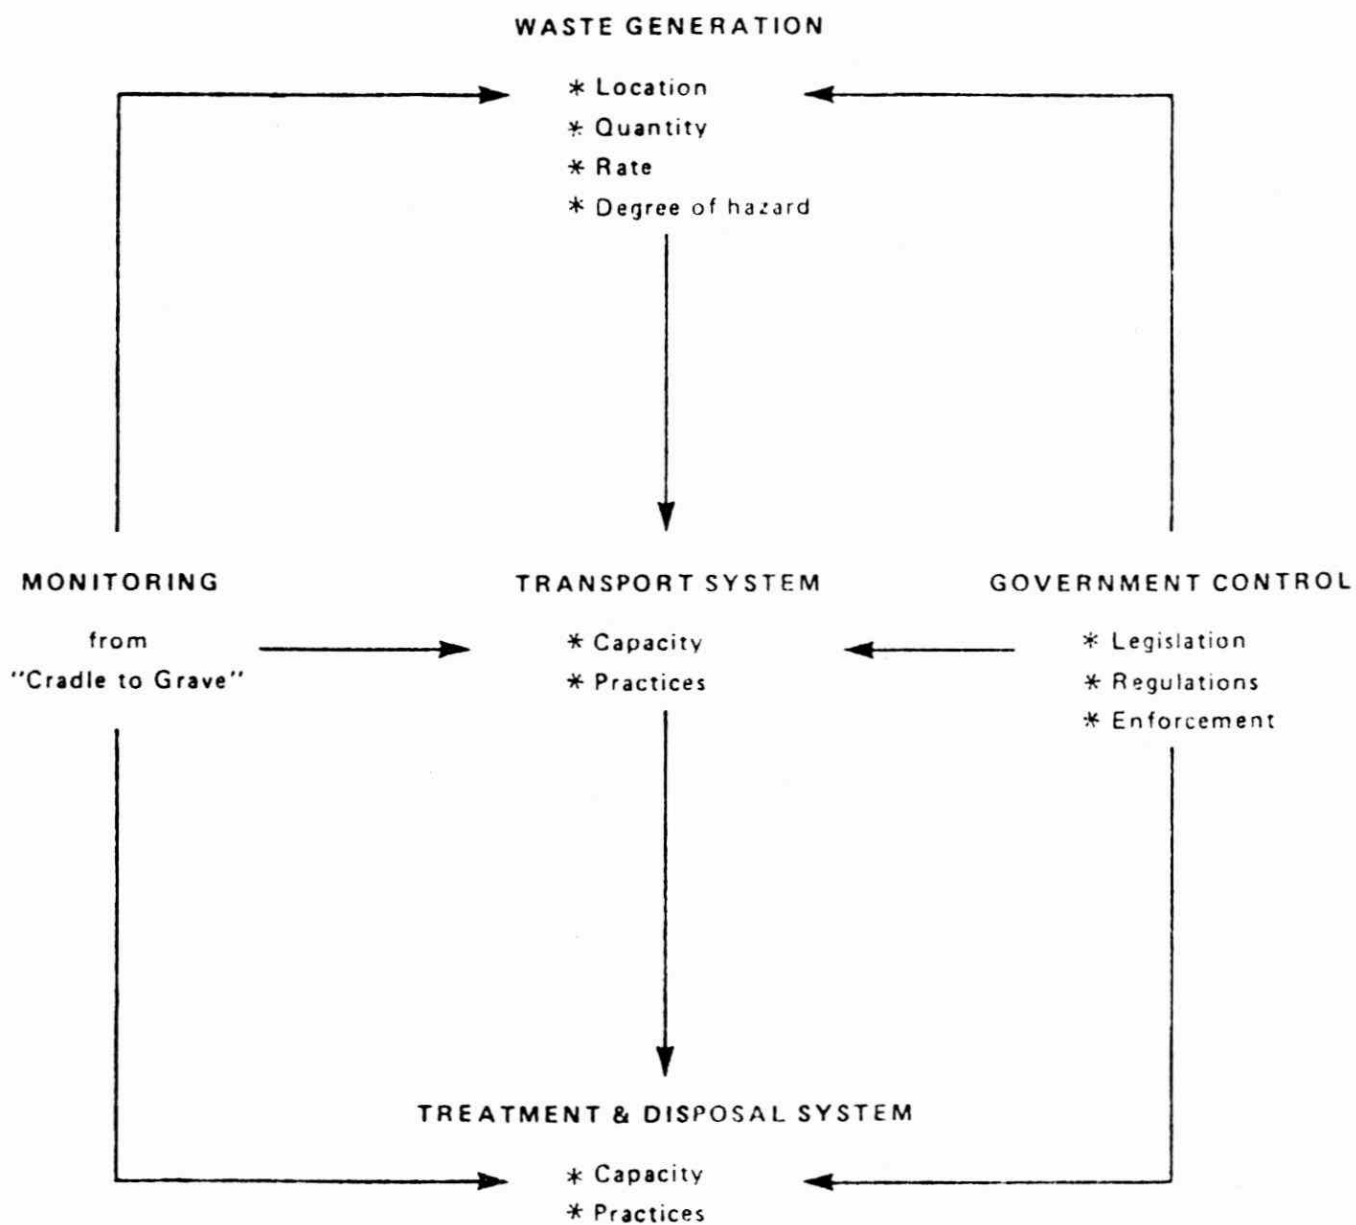 WASTE GENERATION
* Location
* Quantity
* Rate
* Degree of hazard
MONITORING
from
"Cradle to Grave"
TRANSPORT SYSTEM
* Capacity
* Practices
GOVERNMENT CONTROL
* Legislation
* Regulations
* Enforcement
TREATMENT & DISPOSAL SYSTEM
* Capacity
* Practices